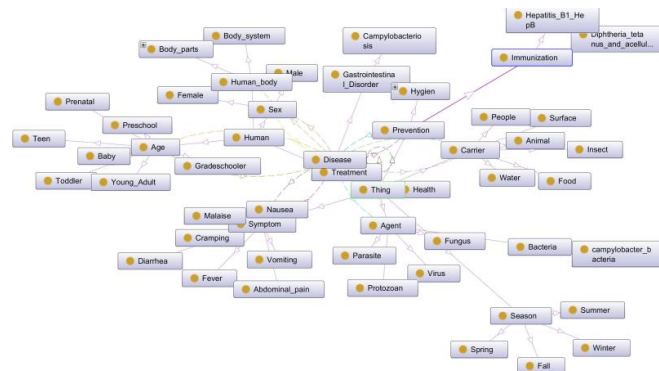 Hepatitis_B1_He
pB
Body_system
Diphtheria_teta
nus_and_acellul...
Body_parts
Campylobacterio
sis
Immunization
Human_body
Male
Gastrointestina
l_Disorder
Hygien
Female
Prenatal
Sex
People
Surface
Preschool
Prevention
Teen
Human
Animal
Age
Carrier
Insect
Baby
Disease
Gradeschooler
Treatment
Toddler
Young_Adult
Water
Food
Thing
Health
Nausea
Malaise
Symptom
Agent
Cramping
Fungus
Bacteria
campylobacter_b
acteria
Diarrhea
Vomiting
Parasite
Fever
Virus
Abdominal_pain
Protozoan
Season
Summer
Spring
Winter
Fall